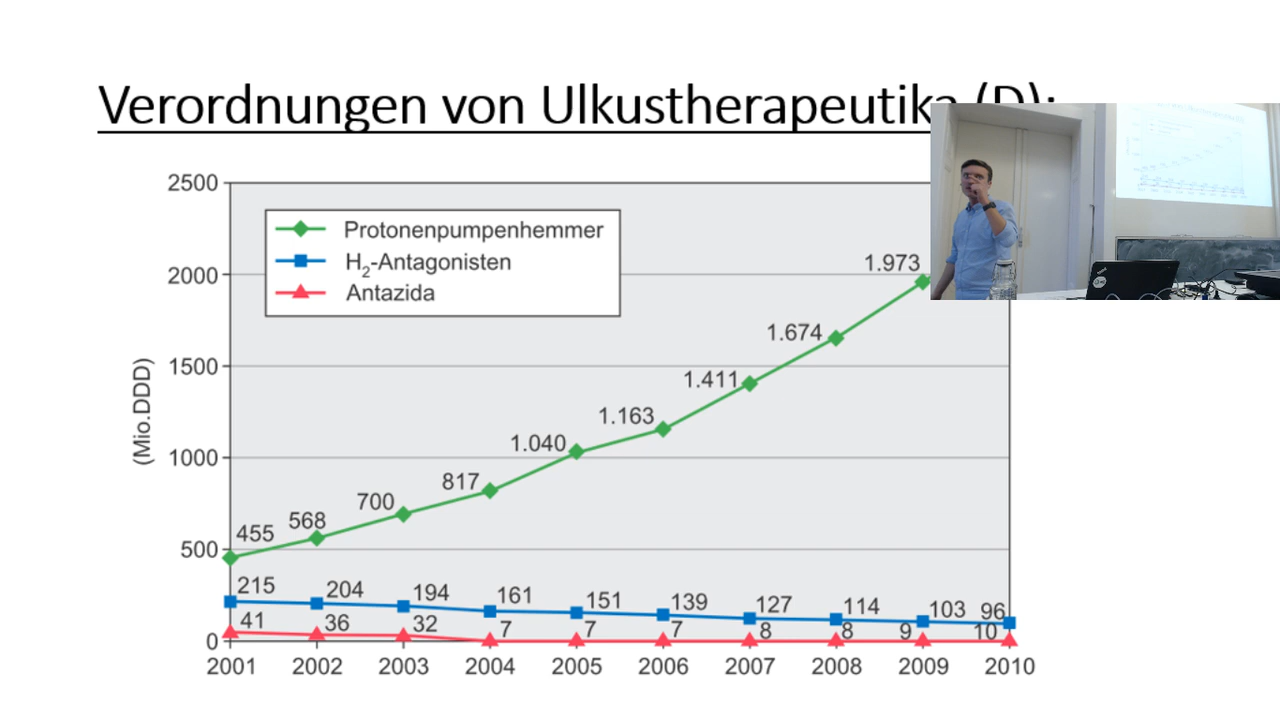 Verordnungen von Ulkustherapeutika (D):
2500
Protonenpumpenhemmer
H2-Antagonisten
Antazida
2000
1.973
1.674
1500
1.411
1.163
(Mio.DDD)
1.040
1000
817
700
568
455
500
215 204 194 161 151 139 127 114 103 96
41 36 32 7 7 7 8 8 9 10
0
2001 2002 2003 2004 2005 2006 2007 2008 2009 2010